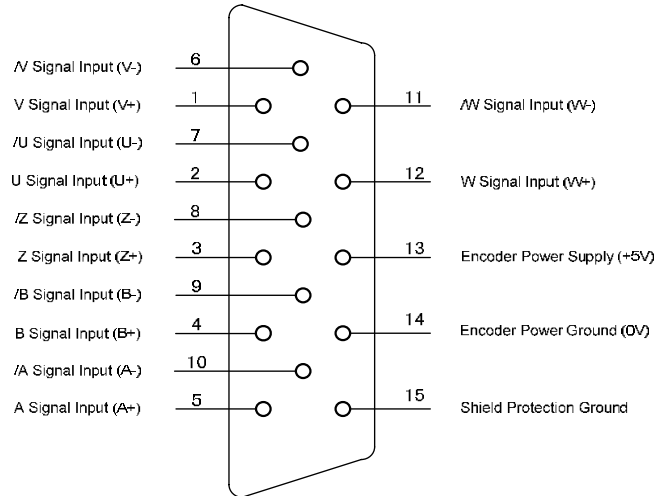 /V Signal Input (V-) 6
V Signal Input (V+) 1 11 /W Signal Input (W-)
/U Signal Input (U-) 7
U Signal Input (U+) 2 12 W Signal Input (W+)
/Z Signal Input (Z-) 8
Z Signal Input (Z+) 3 13 Encoder Power Supply (+5V)
/B Signal Input (B-) 9
B Signal Input (B+) 4 14 Encoder Power Ground (0V)
/A Signal Input (A-) 10
A Signal Input (A+) 5 15 Shield Protection Ground